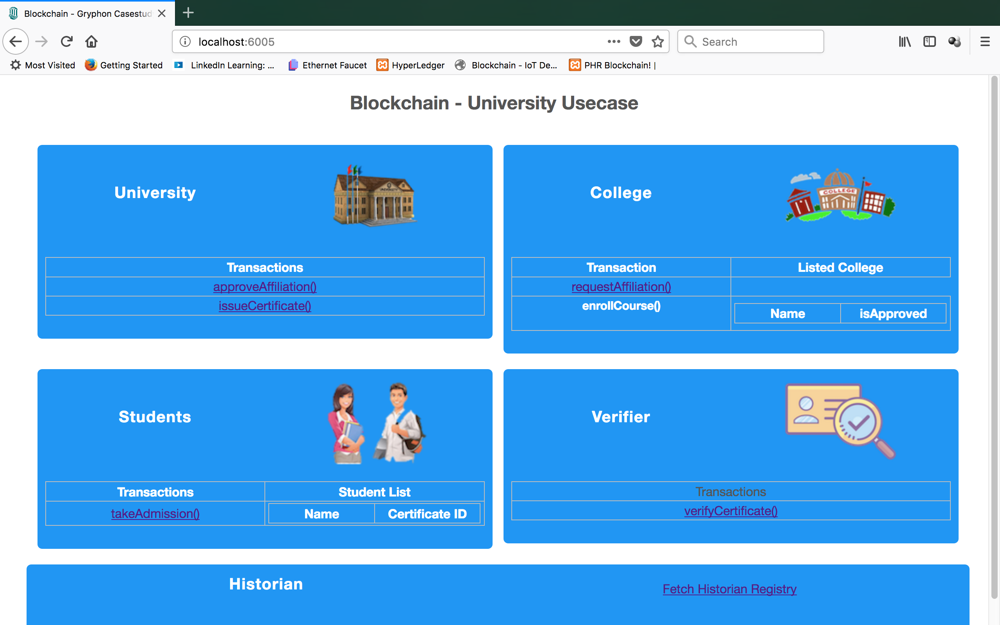 Blockchain - Gryphon Casestud
localhost:6005
Search
Most Visited
Getting Started
LinkedIn Learning: ...
Ethernet Faucet
HyperLedger
Blockchain - IoT De...
PHR Blockchain! |
Blockchain - University Usecase
University
UNIVERSITY
Transactions
approveAffiliation()
issueCertificate()
College
COLLEGE
Transaction
Listed College
requestAffiliation()
enrollCourse()
Name
isApproved
Students
Transactions
Student List
takeAdmission()
Name
Certificate ID
Verifier
Transactions
verifyCertificate()
Historian
Fetch Historian Registry